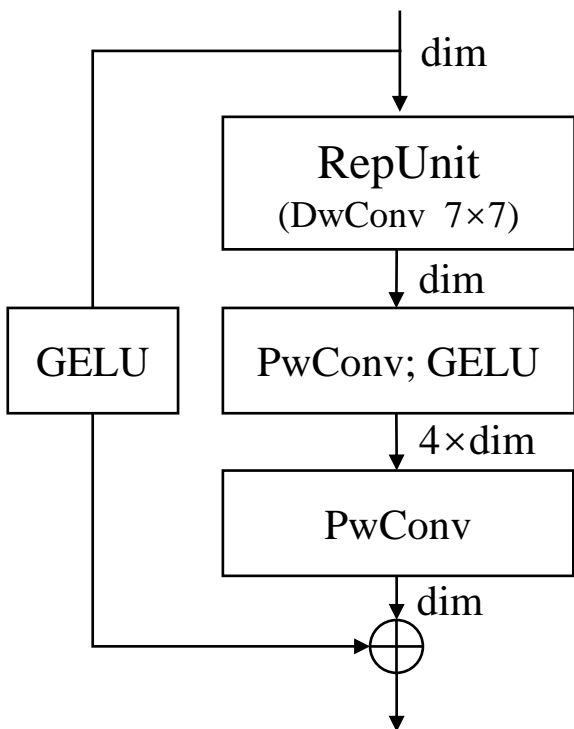 dim
RepUnit
(DwConv 7×7)
dim
GELU
PwConv; GELU
4×dim
PwConv
dim